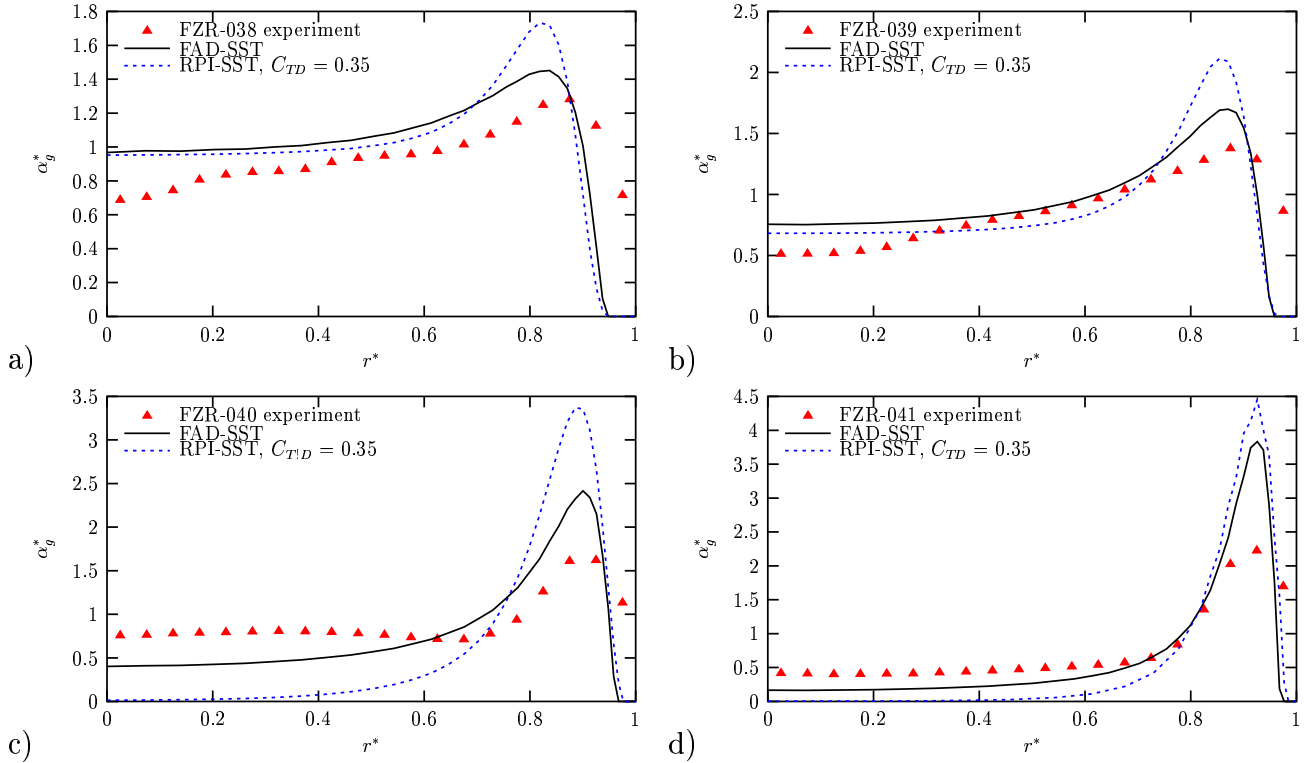 1.8
1.6
1.4
1.2
1
0.8
0.6
0.4
0.2
0
α*g
FZR-038 experiment
FAD-SST
RPI-SST, CTD = 0.35
0 0.2 0.4 0.6 0.8 1
r*
a)
2.5
2
1.5
1
0.5
0
α*g
FZR-039 experiment
FAD-SST
RPI-SST, CTD = 0.35
0 0.2 0.4 0.6 0.8 1
r*
b)
3.5
3
2.5
2
1.5
1
0.5
0
α*g
FZR-040 experiment
FAD-SST
RPI-SST, CT!D = 0.35
0 0.2 0.4 0.6 0.8 1
r*
c)
4.5
4
3.5
3
2.5
2
1.5
1
0.5
0
α*g
FZR-041 experiment
FAD-SST
RPI-SST, CTD = 0.35
0 0.2 0.4 0.6 0.8 1
r*
d)